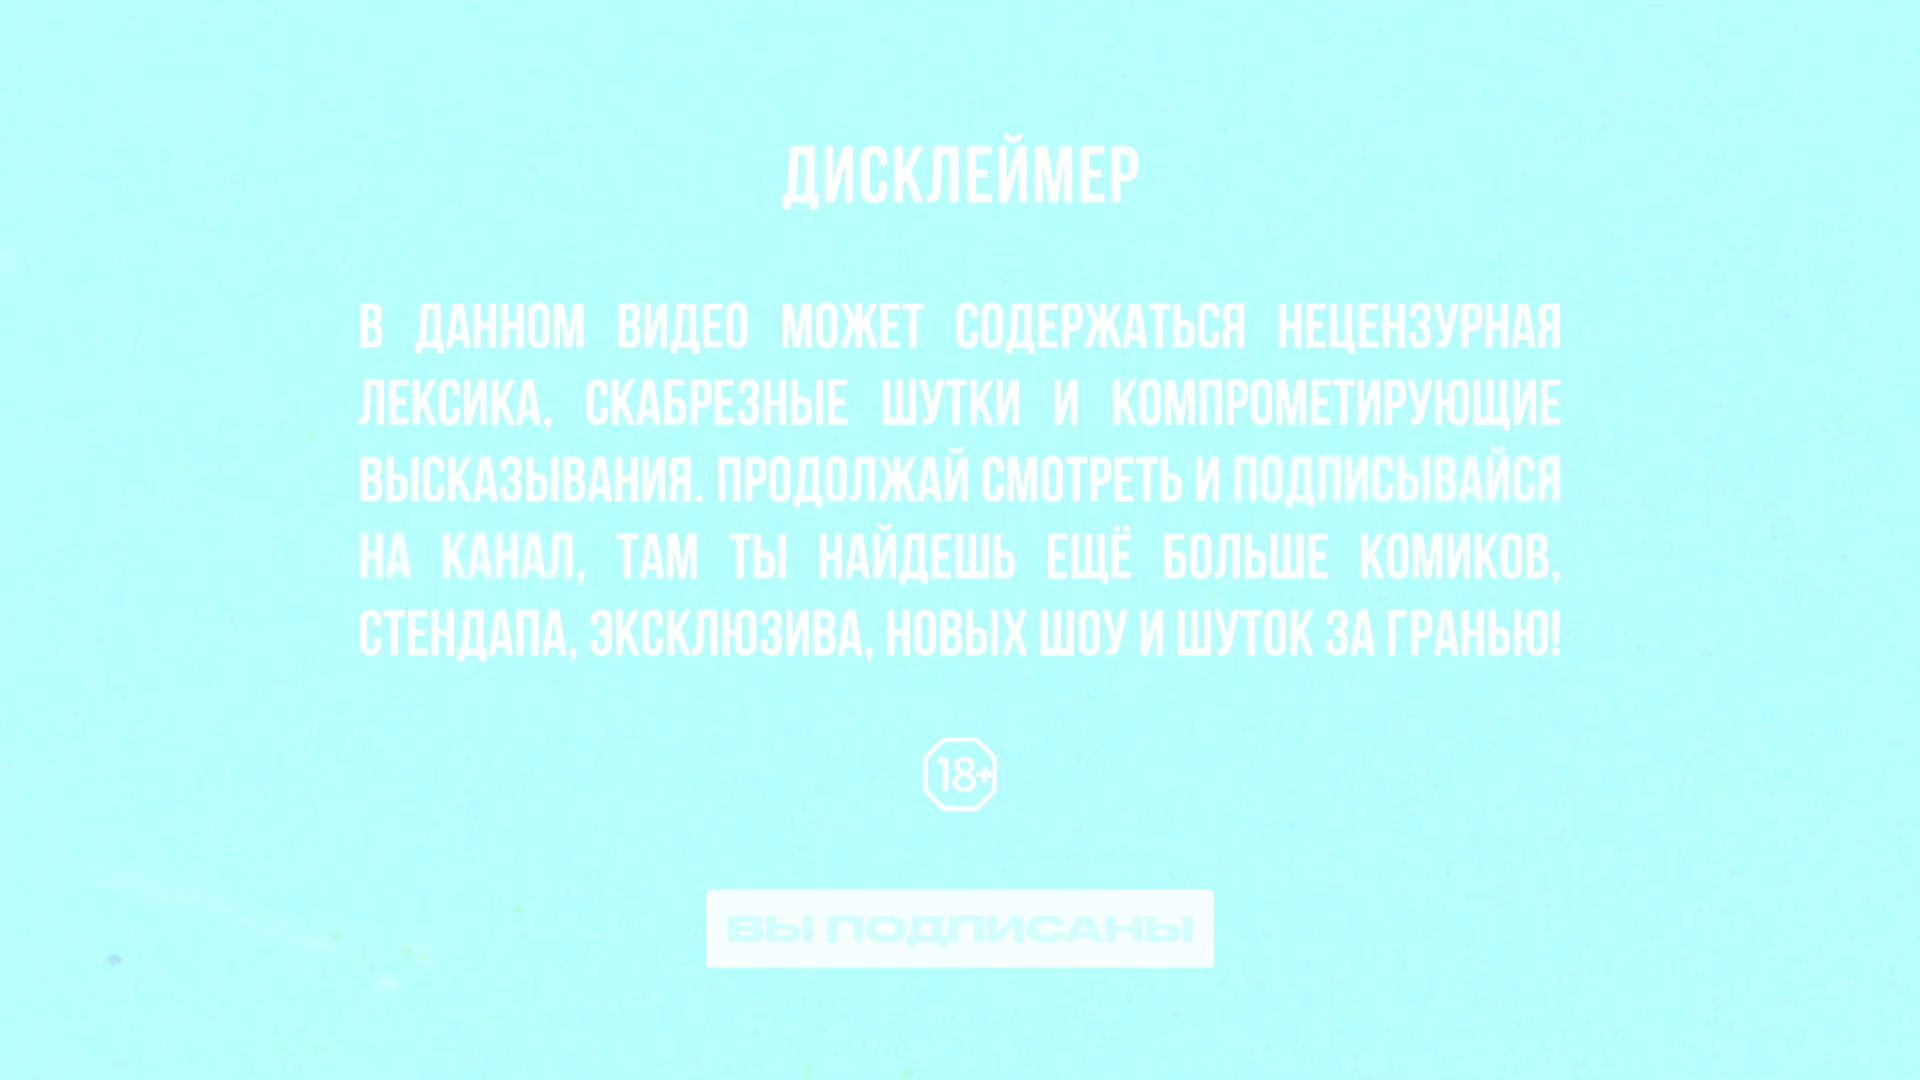 ДИСКЛЕЙМЕР
В ДАННОМ ВИДЕО МОЖЕТ СОДЕРЖАТЬСЯ НЕЦЕНЗУРНАЯ
ЛЕКСИКА, СКАБРЕЗНЫЕ ШУТКИ И КОМПРОМЕТИРУЮЩИЕ
ВЫСКАЗЫВАНИЯ. ПРОДОЛЖАЙ СМОТРЕТЬ И ПОДПИСЫВАЙСЯ
НА КАНАЛ, ТАМ ТЫ НАЙДЕШЬ ЕЩЁ БОЛЬШЕ КОМИКОВ,
СТЕНДАПА, ЭКСКЛЮЗИВА, НОВЫХ ШОУ И ШУТОК ЗА ГРАНЬЮ!
18+
ВЫ ПОДПИСАНЫ